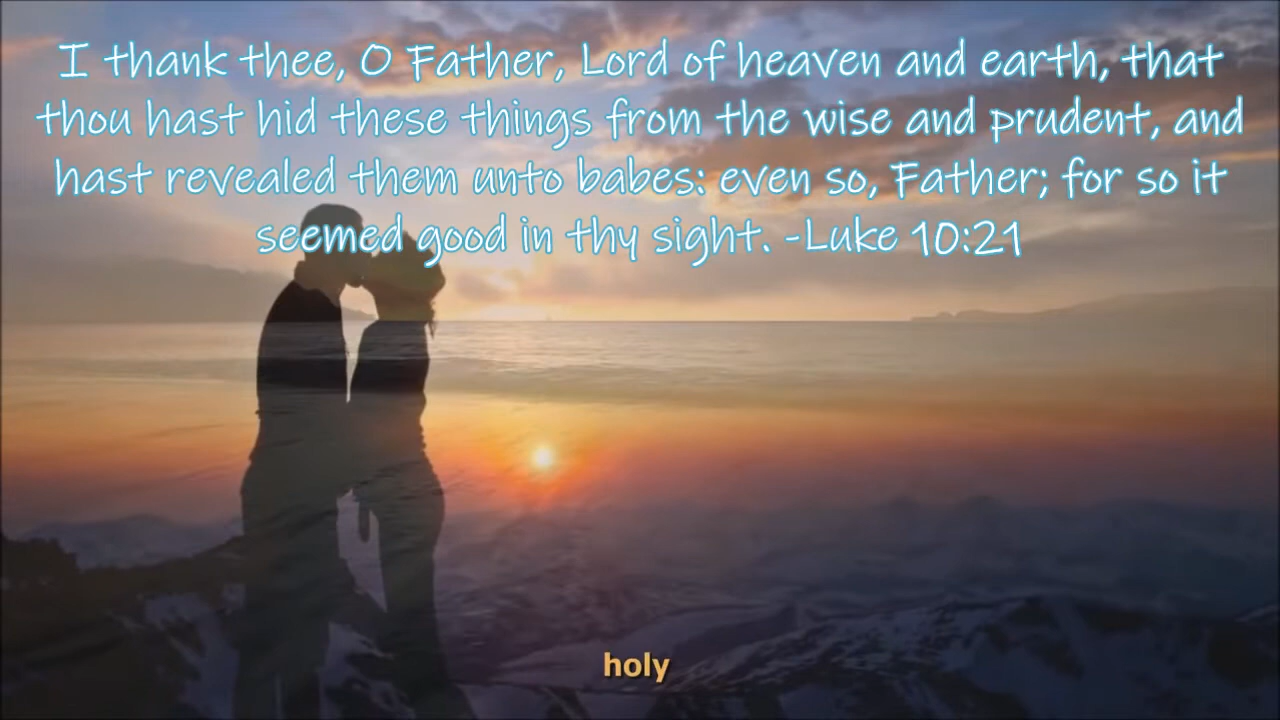 I thank thee, O Father, Lord of heaven and earth, that
thou hast hid these things from the wise and prudent, and
hast revealed them unto babes: even so, Father; for so it
seemed good in thy sight. -Luke 10:21
holy